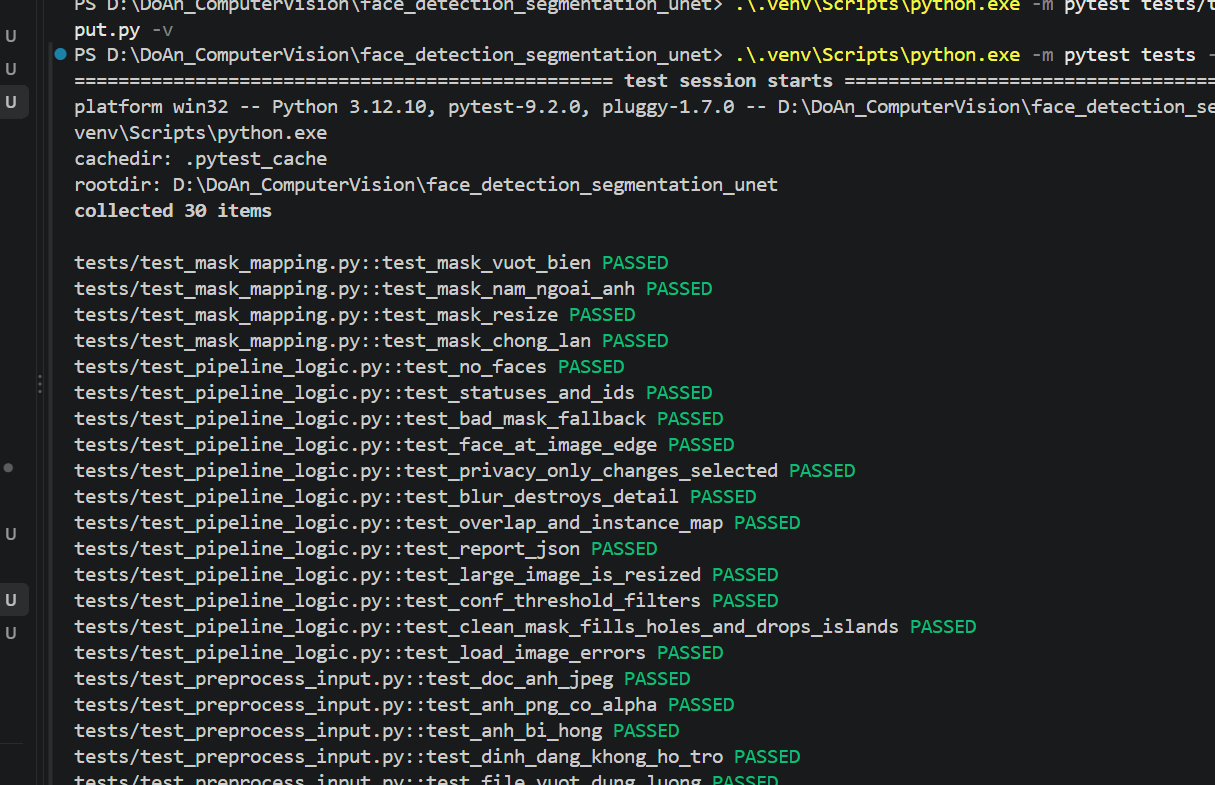 PS D:\DoAn_ComputerVision\face_detection_segmentation_unet> .\.venv\Scripts\python.exe -m pytest tests/t
put.py -v
PS D:\DoAn_ComputerVision\face_detection_segmentation_unet> .\.venv\Scripts\python.exe -m pytest tests -
================================================= test session starts ==================================
platform win32 -- Python 3.12.10, pytest-9.2.0, pluggy-1.7.0 -- D:\DoAn_ComputerVision\face_detection_se
venv\Scripts\python.exe
cachedir: .pytest_cache
rootdir: D:\DoAn_ComputerVision\face_detection_segmentation_unet
collected 30 items
tests/test_mask_mapping.py::test_mask_vuot_bien PASSED
tests/test_mask_mapping.py::test_mask_nam_ngoai_anh PASSED
tests/test_mask_mapping.py::test_mask_resize PASSED
tests/test_mask_mapping.py::test_mask_chong_lan PASSED
tests/test_pipeline_logic.py::test_no_faces PASSED
tests/test_pipeline_logic.py::test_statuses_and_ids PASSED
tests/test_pipeline_logic.py::test_bad_mask_fallback PASSED
tests/test_pipeline_logic.py::test_face_at_image_edge PASSED
tests/test_pipeline_logic.py::test_privacy_only_changes_selected PASSED
tests/test_pipeline_logic.py::test_blur_destroys_detail PASSED
tests/test_pipeline_logic.py::test_overlap_and_instance_map PASSED
tests/test_pipeline_logic.py::test_report_json PASSED
tests/test_pipeline_logic.py::test_large_image_is_resized PASSED
tests/test_pipeline_logic.py::test_conf_threshold_filters PASSED
tests/test_pipeline_logic.py::test_clean_mask_fills_holes_and_drops_islands PASSED
tests/test_pipeline_logic.py::test_load_image_errors PASSED
tests/test_preprocess_input.py::test_doc_anh_jpeg PASSED
tests/test_preprocess_input.py::test_anh_png_co_alpha PASSED
tests/test_preprocess_input.py::test_anh_bi_hong PASSED
tests/test_preprocess_input.py::test_dinh_dang_khong_ho_tro PASSED
tests/test_preprocess_input.py::test_file_vuot_dung_luong PASSED
U
U
U
U
U
U